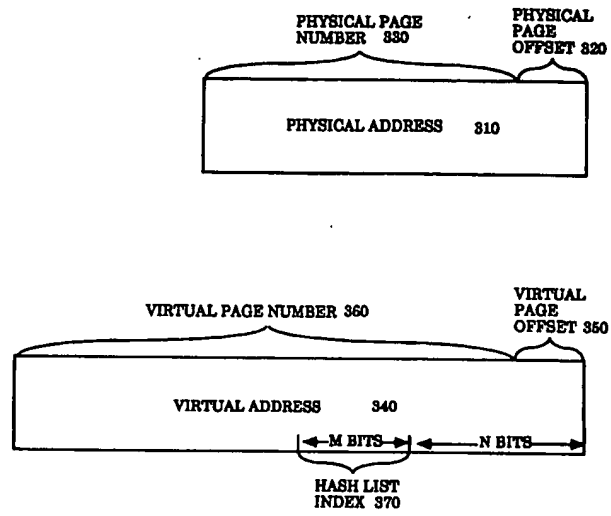 PHYSICAL PAGE
NUMBER 330
PHYSICAL
PAGE
OFFSET 320
PHYSICAL ADDRESS 310
VIRTUAL PAGE NUMBER 360
VIRTUAL
PAGE
OFFSET 350
VIRTUAL ADDRESS 340
M BITS
N BITS
HASH LIST
INDEX 370